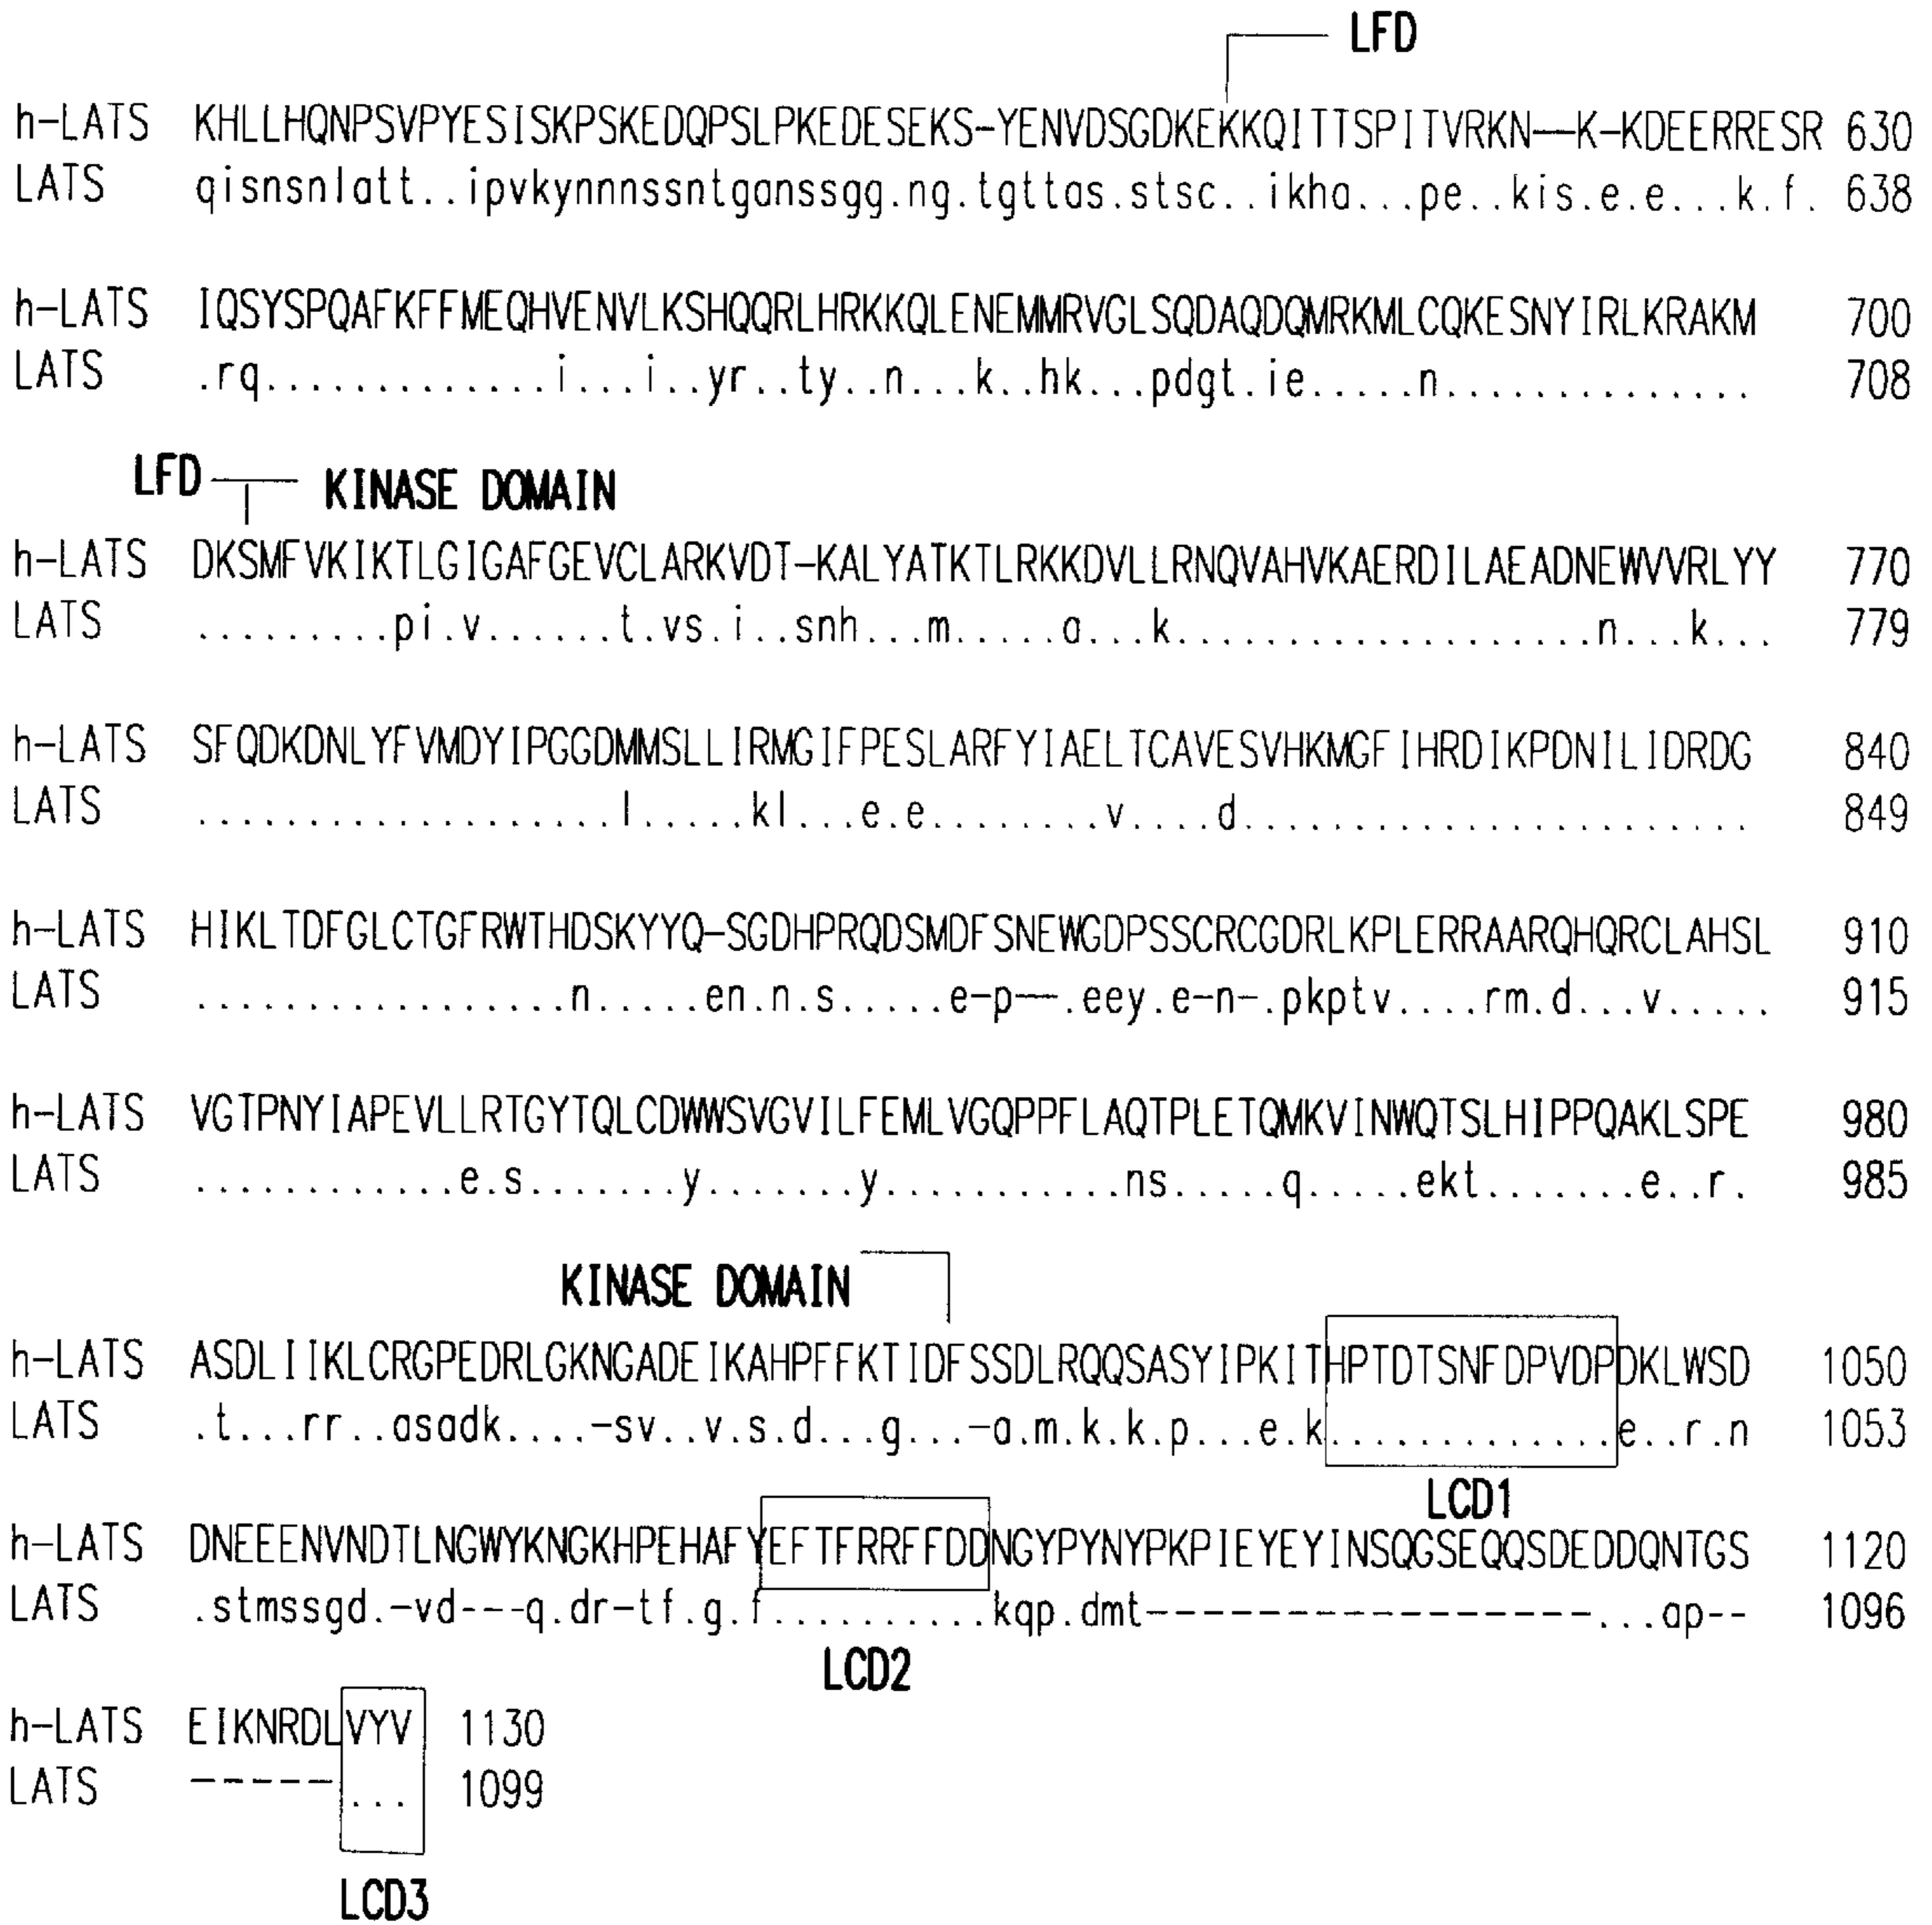 LFD
h-LATS KHLLHQNPSVPYESISKPSKEDQPSLPKEDESEKS-YENVDSGDKEKKQITTSPITVRKN--K-KDEERRESR 630
LATS qisnsnlatt..ipvkynnnssntganssgg.ng.tgttas.stsc..ikha...pe..kis.e.e...k.f. 638
h-LATS IQSYSPQAFKFFMEQHVENVLKSHQQRLHRKKQLENEMMRVGLSQDAQDQMRKMLCQKESNYIRLKRAKM 700
LATS .rq.............i...i..yr..ty..n...k..hk...pdgt.ie.....n.............. 708
LFD KINASE DOMAIN
h-LATS DKSMFVKIKTLGIGAFGEVCLARKVDT-KALYATKTLRKKDVLLRNQVAHVKAERDILAEADNEWVVRLYY 770
LATS .........pi.v......t.vs.i..snh...m.....a...k...................n...k... 779
h-LATS SFQDKDNLYFVMDYIPGGDMMSLLIRMGIFPESLARFYIAELTCAVESVHKMGFIHRDIKPDNILIDRDG 840
LATS ...................l.....kl...e.e........v....d....................... 849
h-LATS HIKLTDFGLCTGFRWTHDSKYYQ-SGDHPRQDSMDFSNEWGDPSSCRCGDRLKPLERRAARQHQRCLAHSL 910
LATS .................n.....en.n.s.....e-p--.eey.e-n-.pkptv....rm.d...v..... 915
h-LATS VGTPNYIAPEVLLRTGYTQLCDWWSVGVILFEMLVGQPPFLAQTPLETQMKVINWQTSLHIPPQAKLSPE 980
LATS ............e.s.......y.......y...........ns.....q.....ekt.......e..r. 985
KINASE DOMAIN
h-LATS ASDLIIKLCRGPEDRLGKNGADEIKAHPFFKTIDFSSDLRQQSASYIPKITHPTDTSNFDPVDPDKLWSD 1050
LATS .t...rr..asadk....-sv..v.s.d...g...-a.m.k.k.p...e.k.............e..r.n 1053
LCD1
h-LATS DNEEENVNDTLNGWYKNGKHPEHAFYEFTFRRFFDDNGYPYNYPKPIEYEYINSQGSEQQSDEDDQNTGS 1120
LATS .stmssgd.-vd---q.dr-tf.g.f..........kqp.dmt--------------------...ap-- 1096
LCD2
h-LATS EIKNRDLVYV 1130
LATS -------... 1099
LCD3